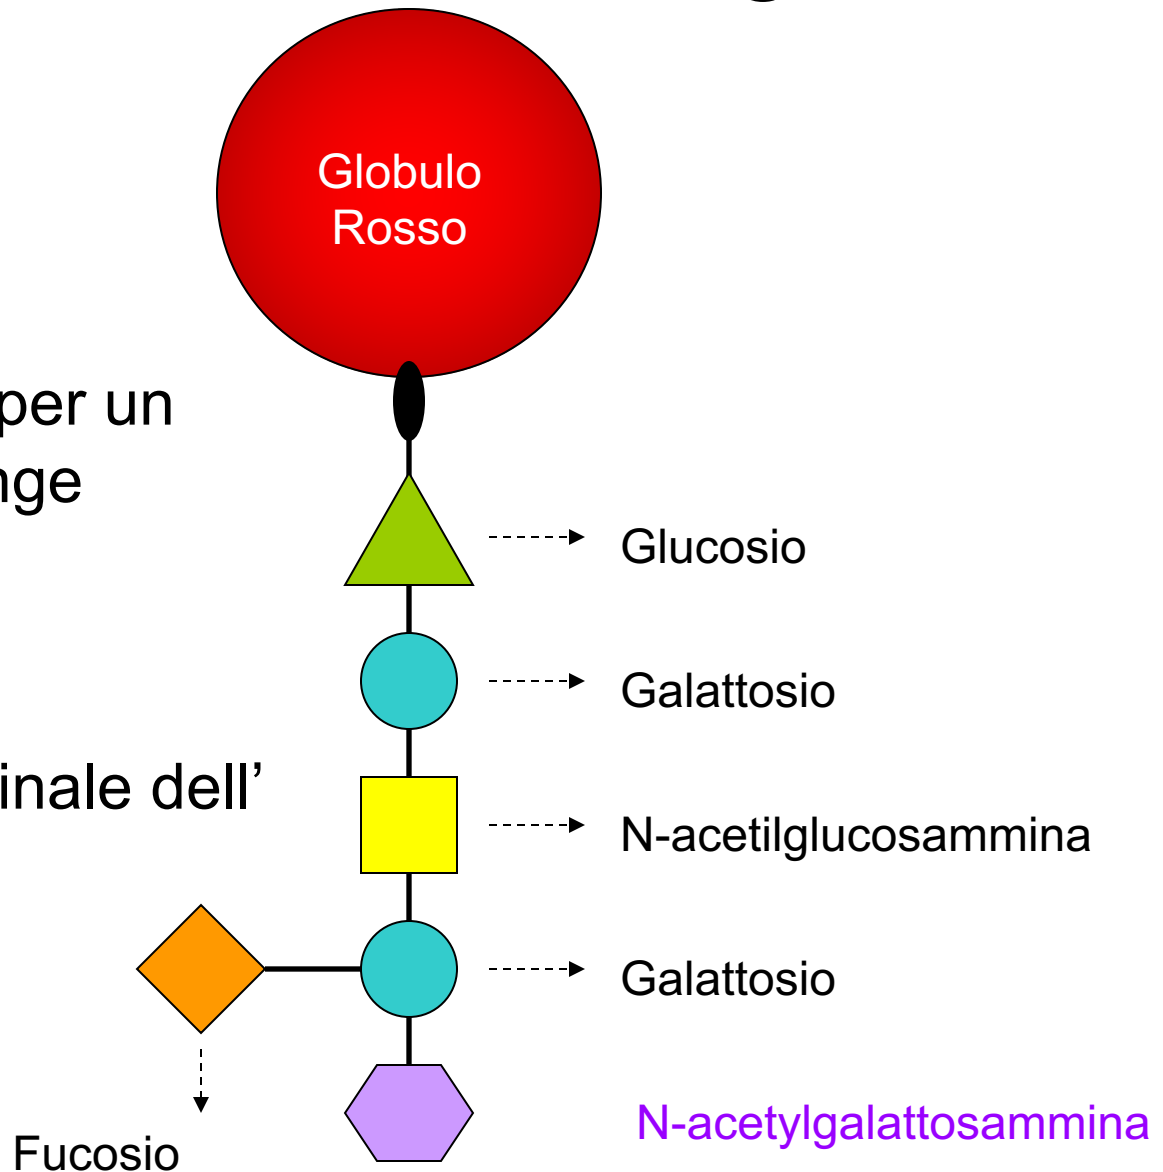 Globulo
Rosso
per un
nge
Glucosio
Galattosio
inale dell’
N-acetilglucosammina
Galattosio
N-acetylgalattosammina
Fucosio